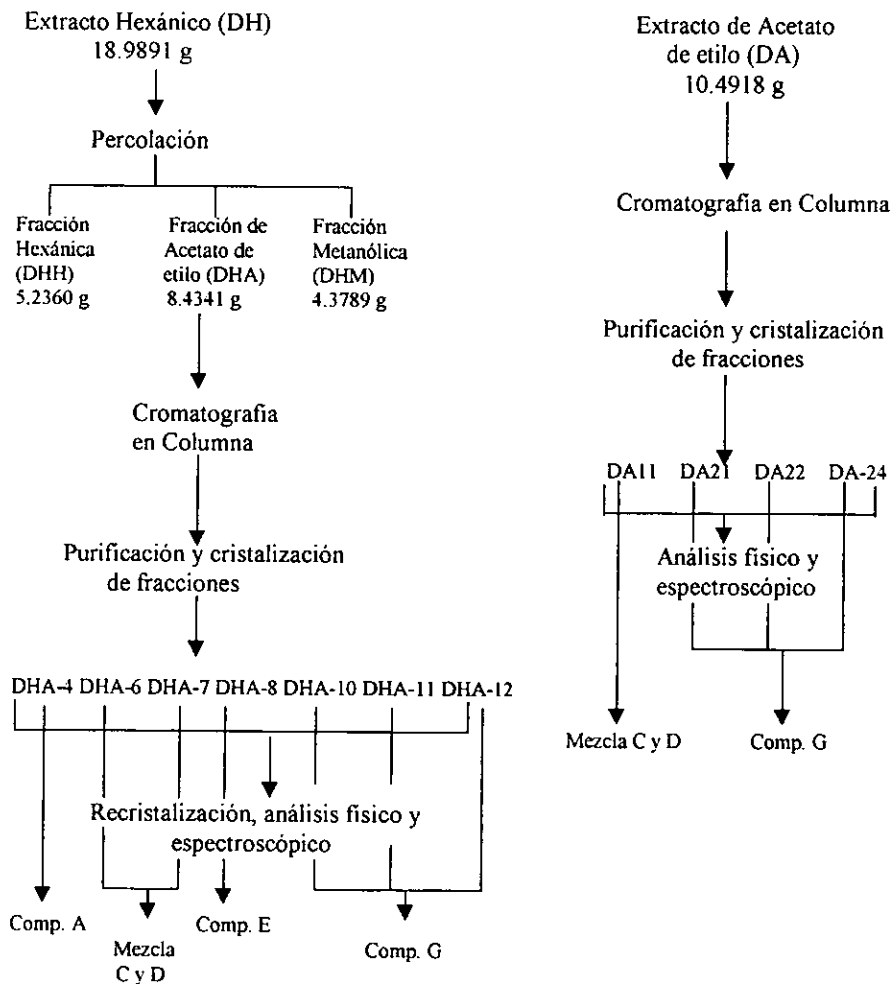 Extracto Hexánico (DH)
18.9891 g
Percolación
Fracción
Hexánica
(DHH)
5.2360 g
Fracción de
Acetato de
etilo (DHA)
8.4341 g
Fracción
Metanólica
(DHM)
4.3789 g
Cromatografia
en Columna
Purificación y cristalización
de fracciones
DHA-4 DHA-6 DHA-7 DHA-8 DHA-10 DHA-11 DHA-12
Recristalización, análisis físico y
espectroscópico
Comp. A
Mezcla
C y D
Comp. E
Comp. G
Extracto de Acetato
de etilo (DA)
10.4918 g
Cromatografía en Columna
Purificación y cristalización
de fracciones
DA11 DA21 DA22 DA-24
Análisis físico y
espectroscópico
Mezcla C y D
Comp. G